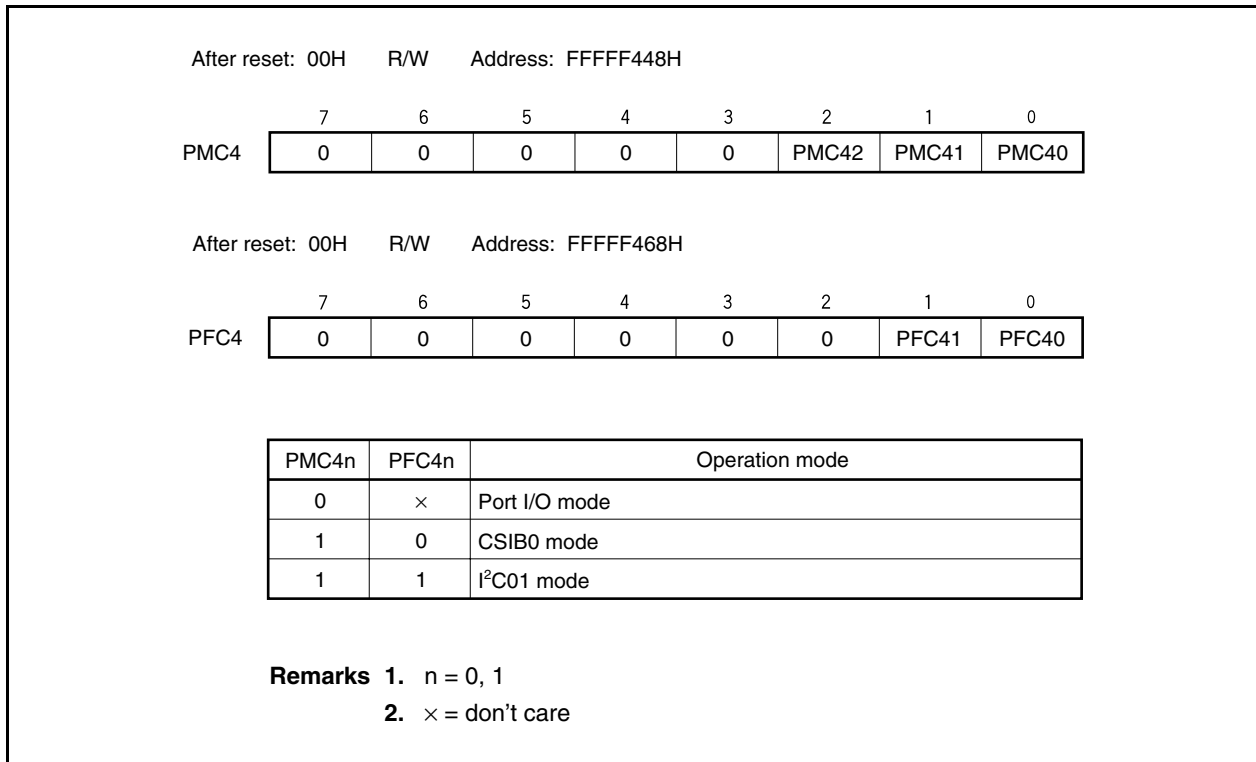 After reset: 00H R/W Address: FFFFF448H
7 6 5 4 3 2 1 0
PMC4 0 0 0 0 0 PMC42 PMC41 PMC40
After reset: 00H R/W Address: FFFFF468H
7 6 5 4 3 2 1 0
PFC4 0 0 0 0 0 0 PFC41 PFC40
PMC4n PFC4n Operation mode
0 × Port I/O mode
1 0 CSIB0 mode
1 1 I²C01 mode
Remarks 1. n = 0, 1
2. × = don't care